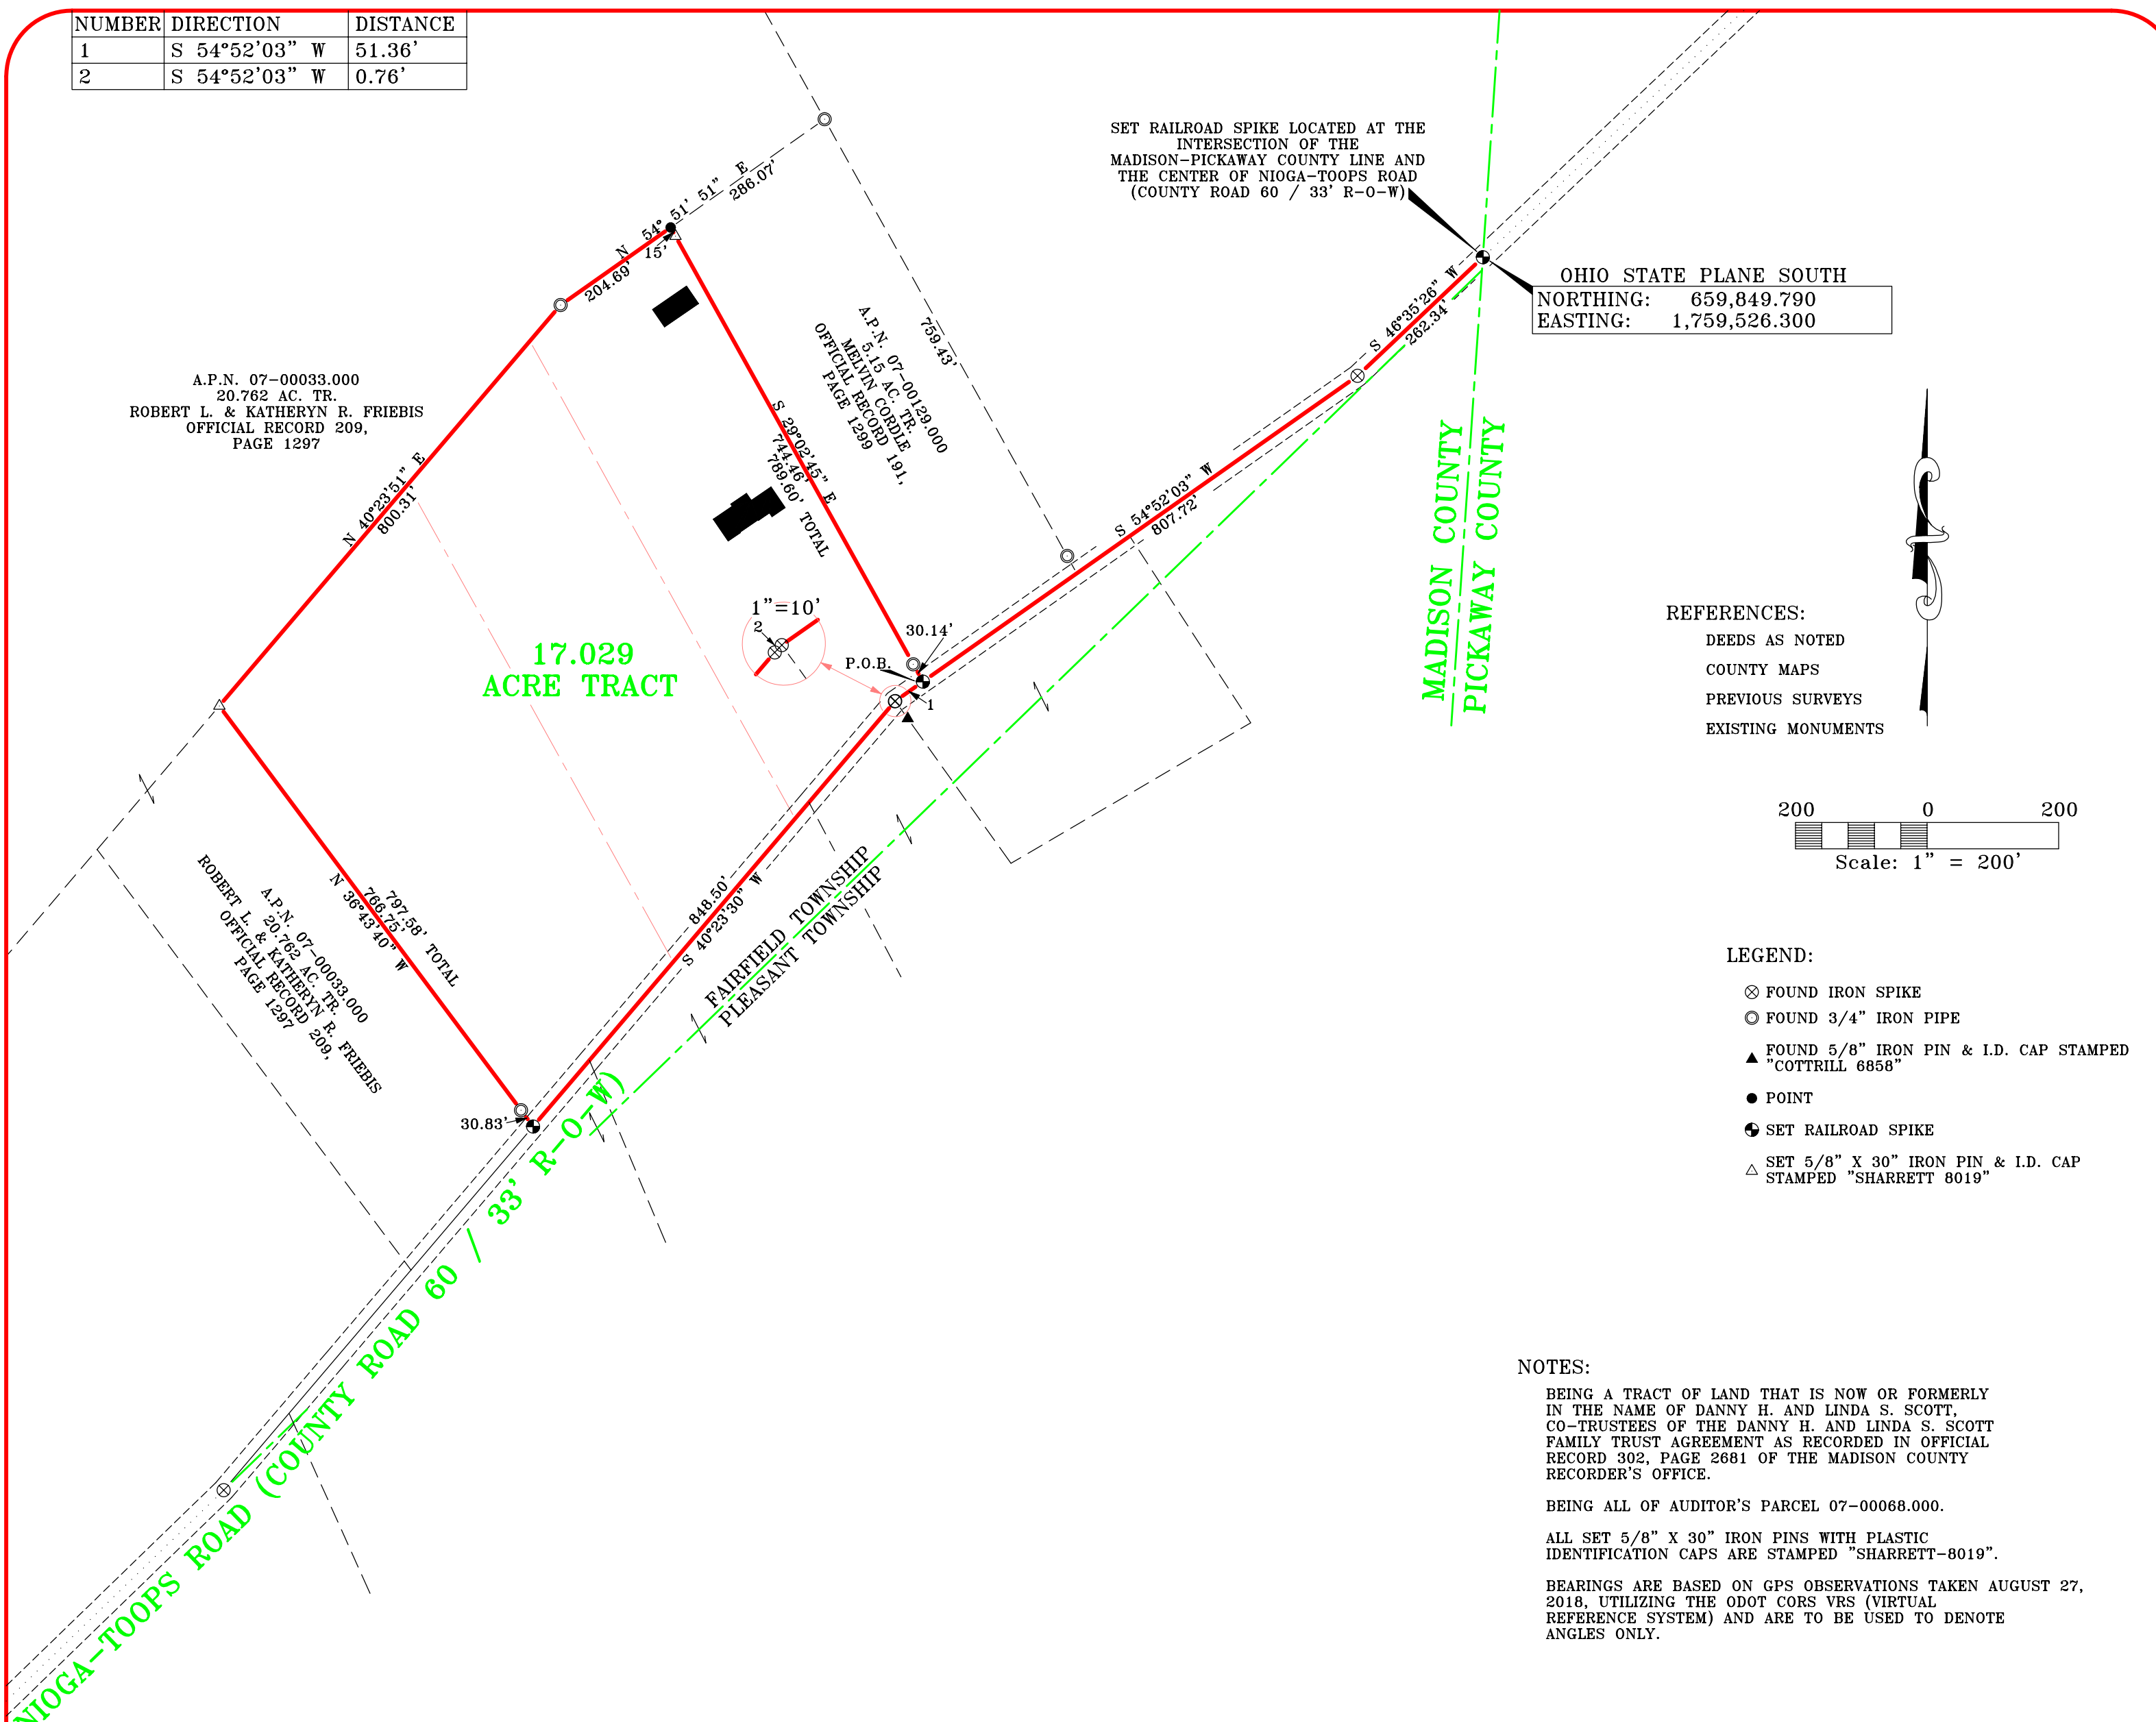 NUMBER DIRECTION DISTANCE
1 S 54°52'03" W 51.36'
2 S 54°52'03" W 0.76'
SET RAILROAD SPIKE LOCATED AT THE
INTERSECTION OF THE
MADISON-PICKAWAY COUNTY LINE AND
THE CENTER OF NIOGA-TOOPS ROAD
(COUNTY ROAD 60 / 33' R-O-W)
OHIO STATE PLANE SOUTH
NORTHING: 659,849.790
EASTING: 1,759,526.300
N 54° 51' 51" E
286.07'
15'
204.69'
A.P.N. 07-00033.000
20.762 AC. TR.
ROBERT L. & KATHERYN R. FRIEBIS
OFFICIAL RECORD 209,
PAGE 1297
N 40°23'51" E
800.31'
A.P.N. 07-00129.000
5.15 AC. TR.
MELVIN CORDLE
OFFICIAL RECORD 191,
PAGE 1299
759.43'
S 29°02'45" E
744.46'
789.60' TOTAL
S 46°35'26" W
262.34'
S 54°52'03" W
807.72'
MADISON COUNTY
PICKAWAY COUNTY
1"=10'
2
30.14'
P.O.B.
1
17.029
ACRE TRACT
797.58' TOTAL
766.75'
N 36°43'40" W
A.P.N. 07-00033.000
20.762 AC. TR.
ROBERT L. & KATHERYN R. FRIEBIS
OFFICIAL RECORD 209,
PAGE 1297
848.50'
S 40°23'30" W
FAIRFIELD TOWNSHIP
PLEASANT TOWNSHIP
30.83'
NIOGA-TOOPS ROAD (COUNTY ROAD 60 / 33' R-O-W)
REFERENCES:
DEEDS AS NOTED
COUNTY MAPS
PREVIOUS SURVEYS
EXISTING MONUMENTS
200 0 200
Scale: 1" = 200'
LEGEND:
FOUND IRON SPIKE
FOUND 3/4" IRON PIPE
FOUND 5/8" IRON PIN & I.D. CAP STAMPED
"COTTRILL 6858"
POINT
SET RAILROAD SPIKE
SET 5/8" X 30" IRON PIN & I.D. CAP
STAMPED "SHARRETT 8019"
NOTES:
BEING A TRACT OF LAND THAT IS NOW OR FORMERLY
IN THE NAME OF DANNY H. AND LINDA S. SCOTT,
CO-TRUSTEES OF THE DANNY H. AND LINDA S. SCOTT
FAMILY TRUST AGREEMENT AS RECORDED IN OFFICIAL
RECORD 302, PAGE 2681 OF THE MADISON COUNTY
RECORDER'S OFFICE.
BEING ALL OF AUDITOR'S PARCEL 07-00068.000.
ALL SET 5/8" X 30" IRON PINS WITH PLASTIC
IDENTIFICATION CAPS ARE STAMPED "SHARRETT-8019".
BEARINGS ARE BASED ON GPS OBSERVATIONS TAKEN AUGUST 27,
2018, UTILIZING THE ODOT CORS VRS (VIRTUAL
REFERENCE SYSTEM) AND ARE TO BE USED TO DENOTE
ANGLES ONLY.